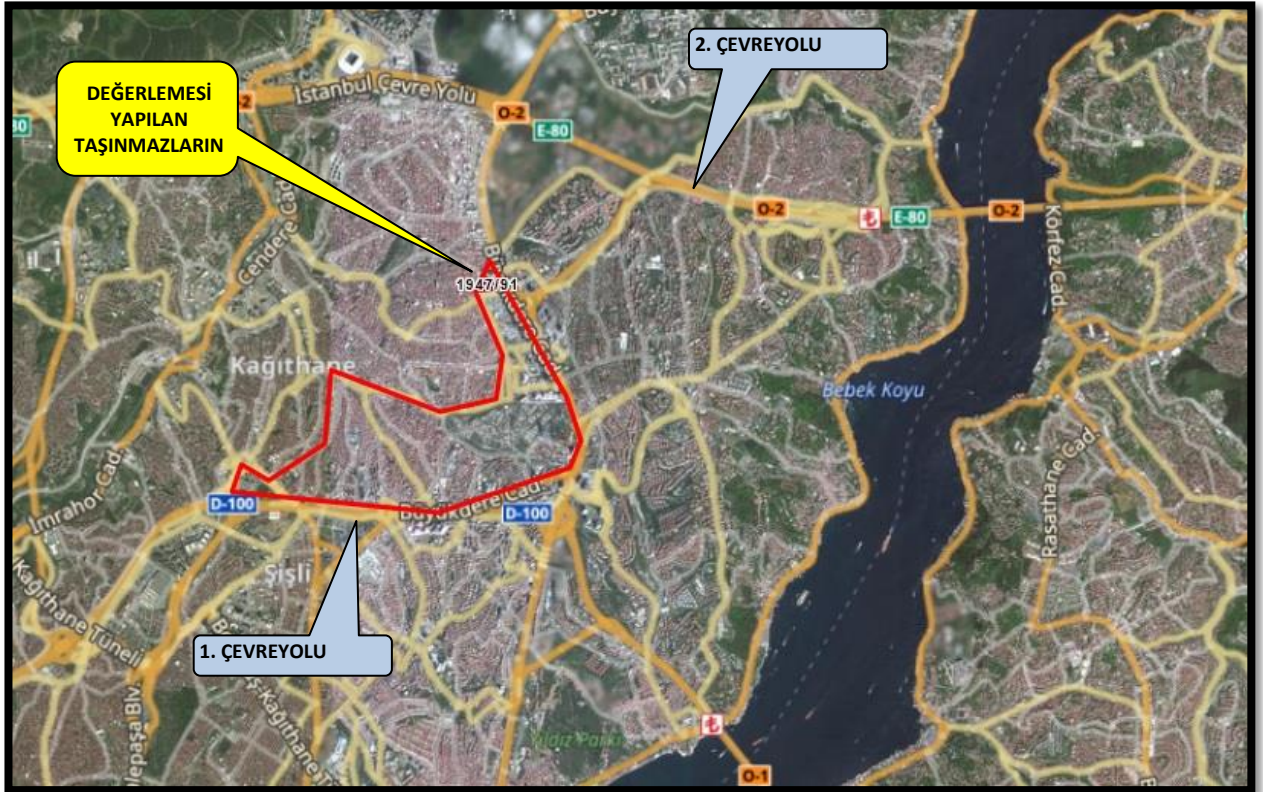 2. ÇEVREYOLU
DEĞERLEMESİ
YAPILAN
TAŞINMAZLARIN
İstanbul Çevre Yolu
O-2
E-80
80
O-2
E-80
O-2
Cendere Cad
Körfez Cad.
1947/91
Kağıthane
Bebek Koyu
İmrahor Cad.
D-100
Büyükdere Cad.
D-100
Rasathane Cad.
Şişli
Kağıthane Tüneli
1. ÇEVREYOLU
Yıldız Parkı
O-1